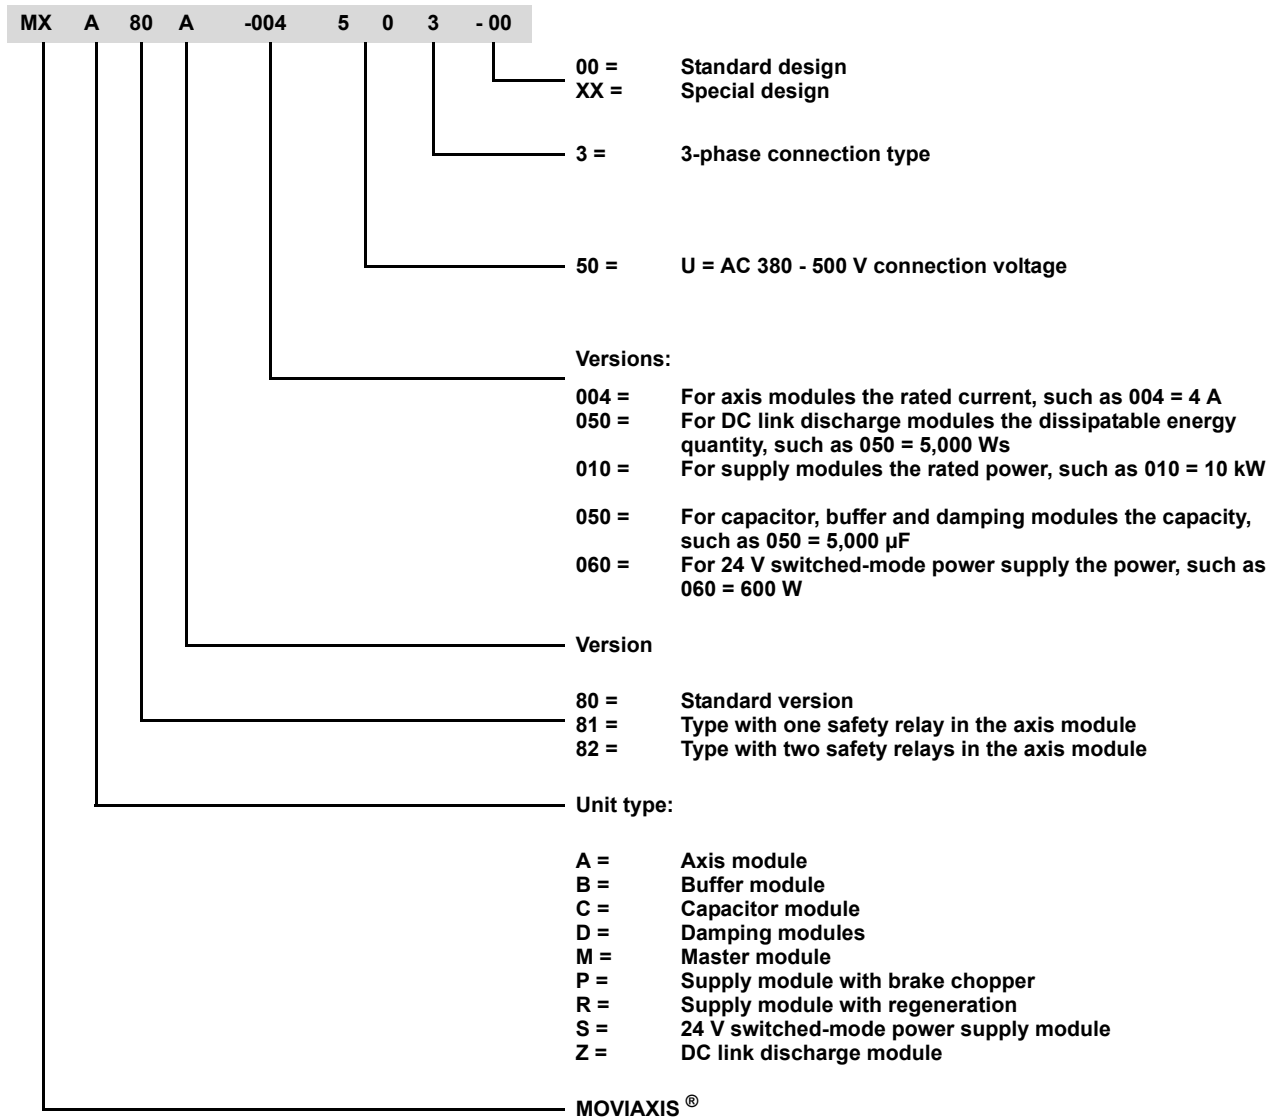 MX A 80 A -004 5 0 3 - 00
00 = Standard design
XX = Special design
3 = 3-phase connection type
50 = U = AC 380 - 500 V connection voltage
Versions:
004 = For axis modules the rated current, such as 004 = 4 A
050 = For DC link discharge modules the dissipatable energy
quantity, such as 050 = 5,000 Ws
010 = For supply modules the rated power, such as 010 = 10 kW
050 = For capacitor, buffer and damping modules the capacity,
such as 050 = 5,000 µF
060 = For 24 V switched-mode power supply the power, such as
060 = 600 W
Version
80 = Standard version
81 = Type with one safety relay in the axis module
82 = Type with two safety relays in the axis module
Unit type:
A = Axis module
B = Buffer module
C = Capacitor module
D = Damping modules
M = Master module
P = Supply module with brake chopper
R = Supply module with regeneration
S = 24 V switched-mode power supply module
Z = DC link discharge module
MOVIAXIS ®